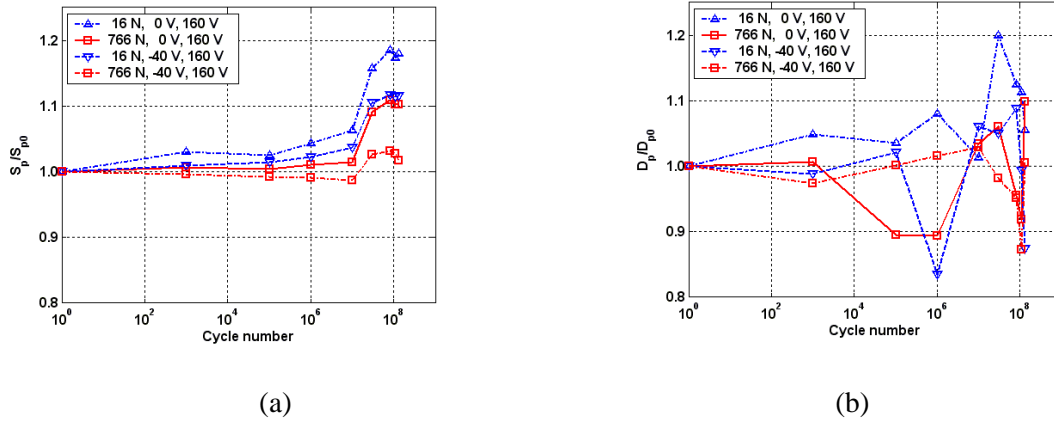 16 N, 0 V, 160 V
766 N, 0 V, 160 V
16 N, -40 V, 160 V
766 N, -40 V, 160 V
1.2
1.1
1.0
0.9
0.8
Sp/Sp0
10^0
10^2
10^4
10^6
10^8
Cycle number
(a)
16 N, 0 V, 160 V
766 N, 0 V, 160 V
16 N, -40 V, 160 V
766 N, -40 V, 160 V
1.2
1.1
1.0
0.9
0.8
Dp/Dp0
10^0
10^2
10^4
10^6
10^8
Cycle number
(b)